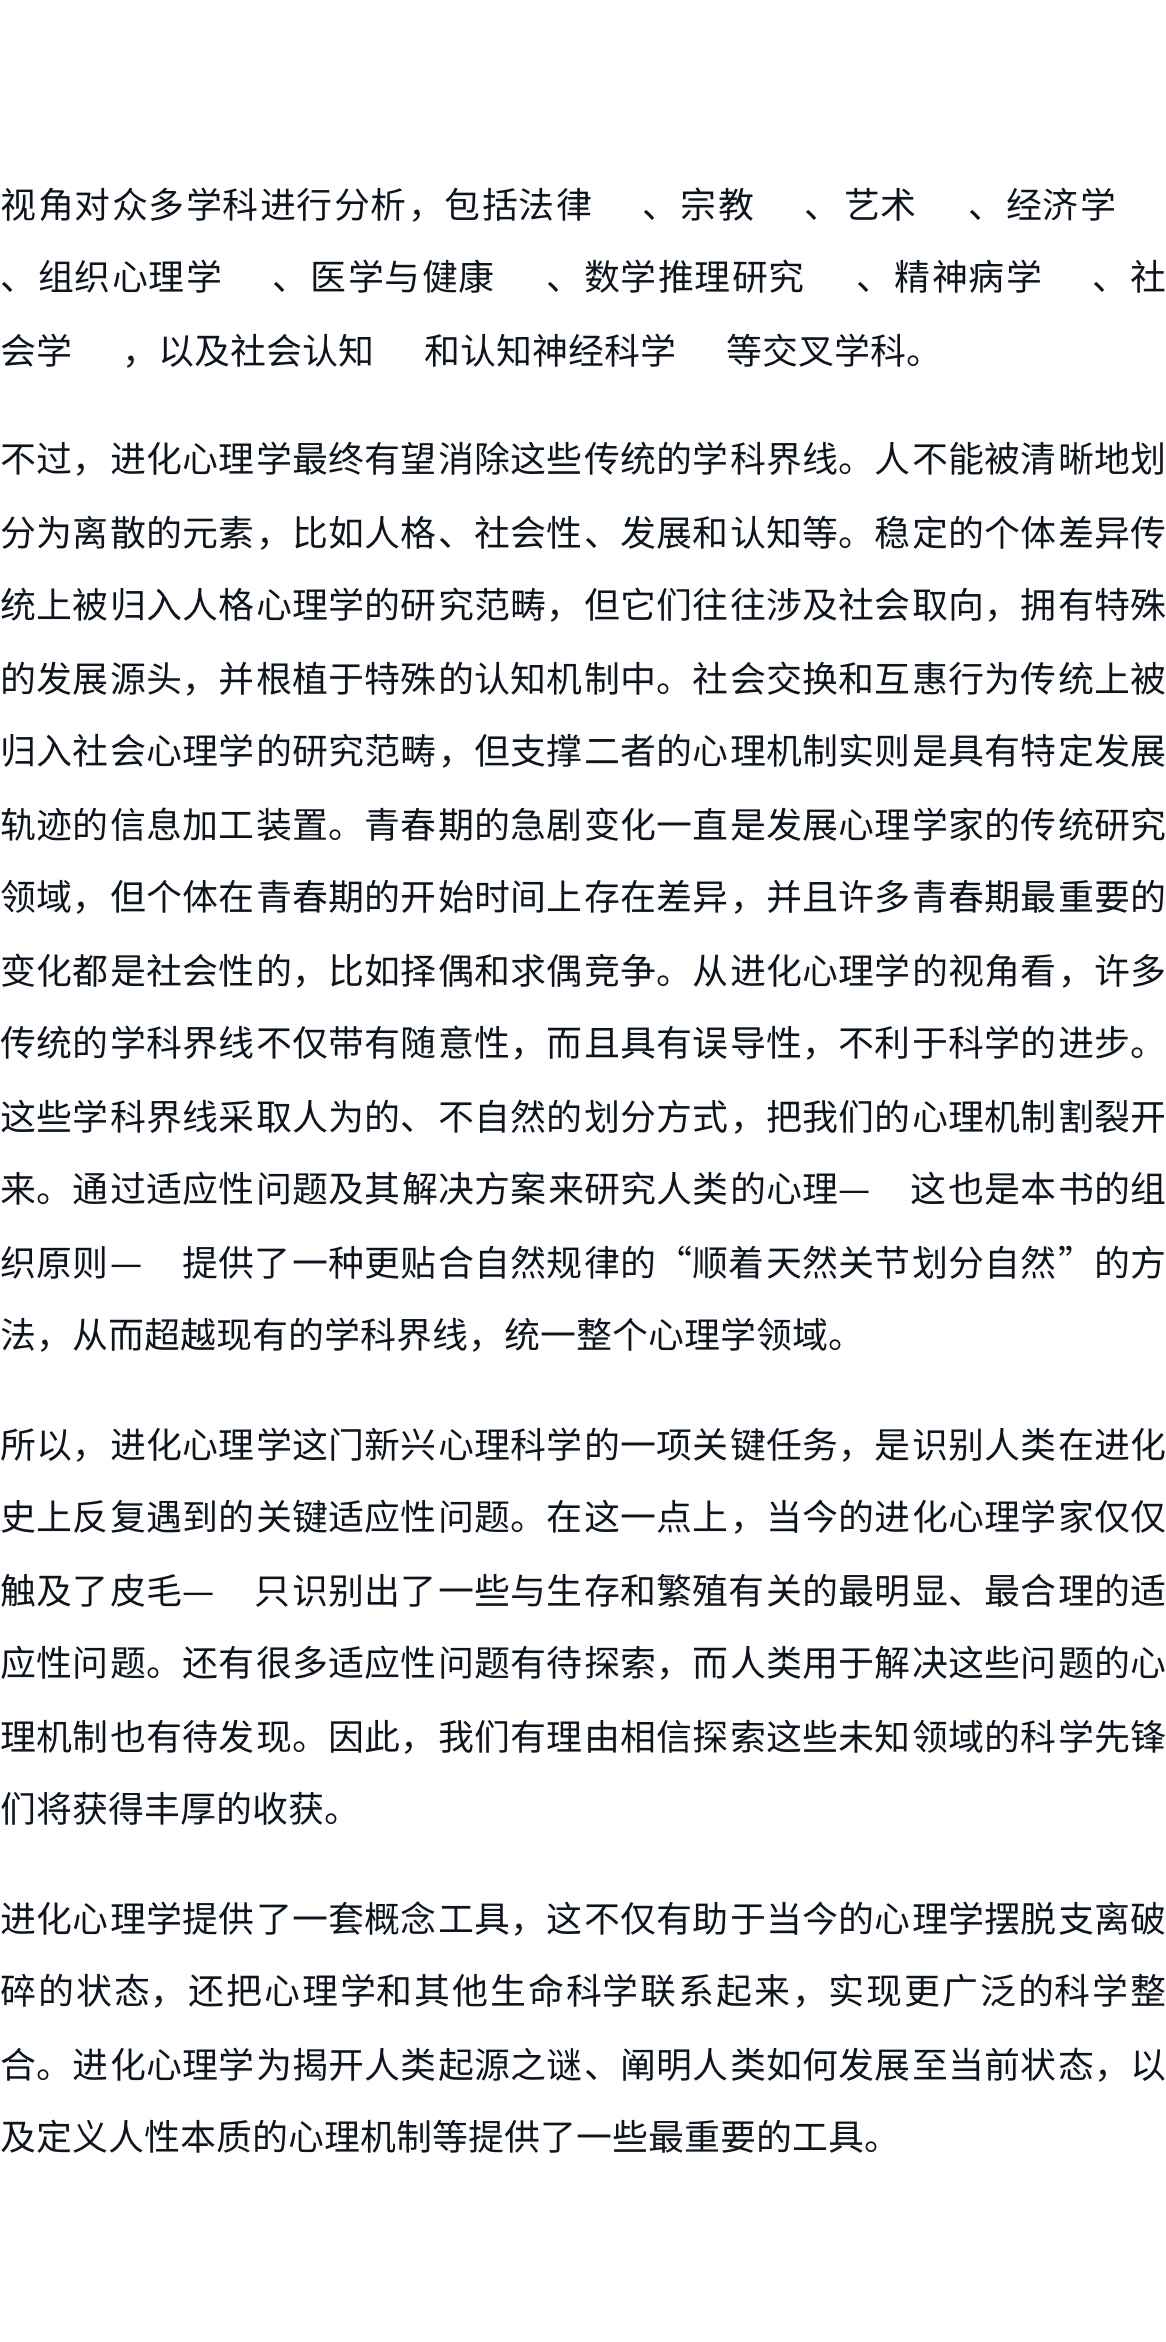 视角对众多学科进行分析，包括法律 、宗教 、艺术 、经济学
、组织心理学 、医学与健康 、数学推理研究 、精神病学 、社
会学 ，以及社会认知 和认知神经科学 等交叉学科。
不过，进化心理学最终有望消除这些传统的学科界线。人不能被清晰地划
分为离散的元素，比如人格、社会性、发展和认知等。稳定的个体差异传
统上被归入人格心理学的研究范畴，但它们往往涉及社会取向，拥有特殊
的发展源头，并根植于特殊的认知机制中。社会交换和互惠行为传统上被
归入社会心理学的研究范畴，但支撑二者的心理机制实则是具有特定发展
轨迹的信息加工装置。青春期的急剧变化一直是发展心理学家的传统研究
领域，但个体在青春期的开始时间上存在差异，并且许多青春期最重要的
变化都是社会性的，比如择偶和求偶竞争。从进化心理学的视角看，许多
传统的学科界线不仅带有随意性，而且具有误导性，不利于科学的进步。
这些学科界线采取人为的、不自然的划分方式，把我们的心理机制割裂开
来。通过适应性问题及其解决方案来研究人类的心理— 这也是本书的组
织原则— 提供了一种更贴合自然规律的“顺着天然关节划分自然”的方
法，从而超越现有的学科界线，统一整个心理学领域。
所以，进化心理学这门新兴心理科学的一项关键任务，是识别人类在进化
史上反复遇到的关键适应性问题。在这一点上，当今的进化心理学家仅仅
触及了皮毛— 只识别出了一些与生存和繁殖有关的最明显、最合理的适
应性问题。还有很多适应性问题有待探索，而人类用于解决这些问题的心
理机制也有待发现。因此，我们有理由相信探索这些未知领域的科学先锋
们将获得丰厚的收获。
进化心理学提供了一套概念工具，这不仅有助于当今的心理学摆脱支离破
碎的状态，还把心理学和其他生命科学联系起来，实现更广泛的科学整
合。进化心理学为揭开人类起源之谜、阐明人类如何发展至当前状态，以
及定义人性本质的心理机制等提供了一些最重要的工具。